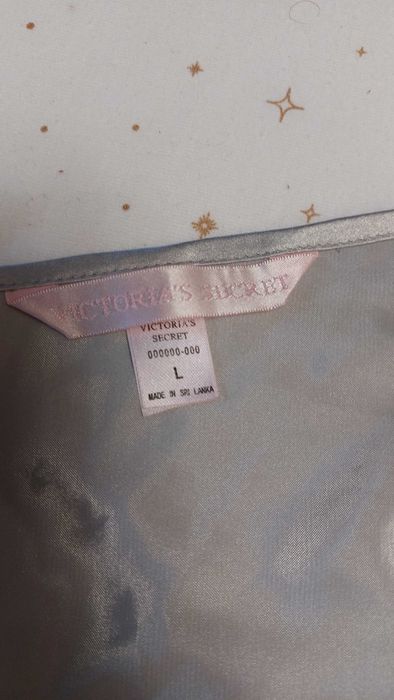 VICTORIA'S SECRET
VICTORIA'S
SECRET
000000-000
L
MADE IN SRI LANKA